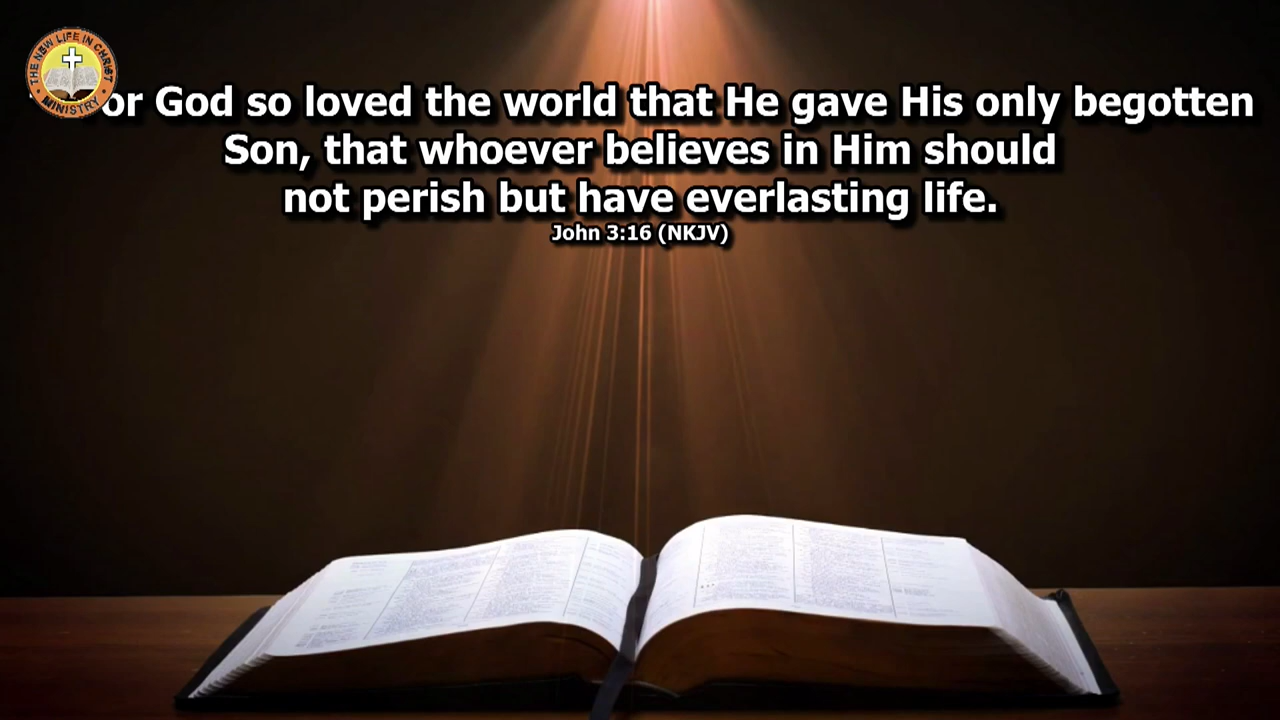 THE NEW LIFE IN CHRIST
MINISTRY
or God so loved the world that He gave His only begotten
Son, that whoever believes in Him should
not perish but have everlasting life.
John 3:16 (NKJV)